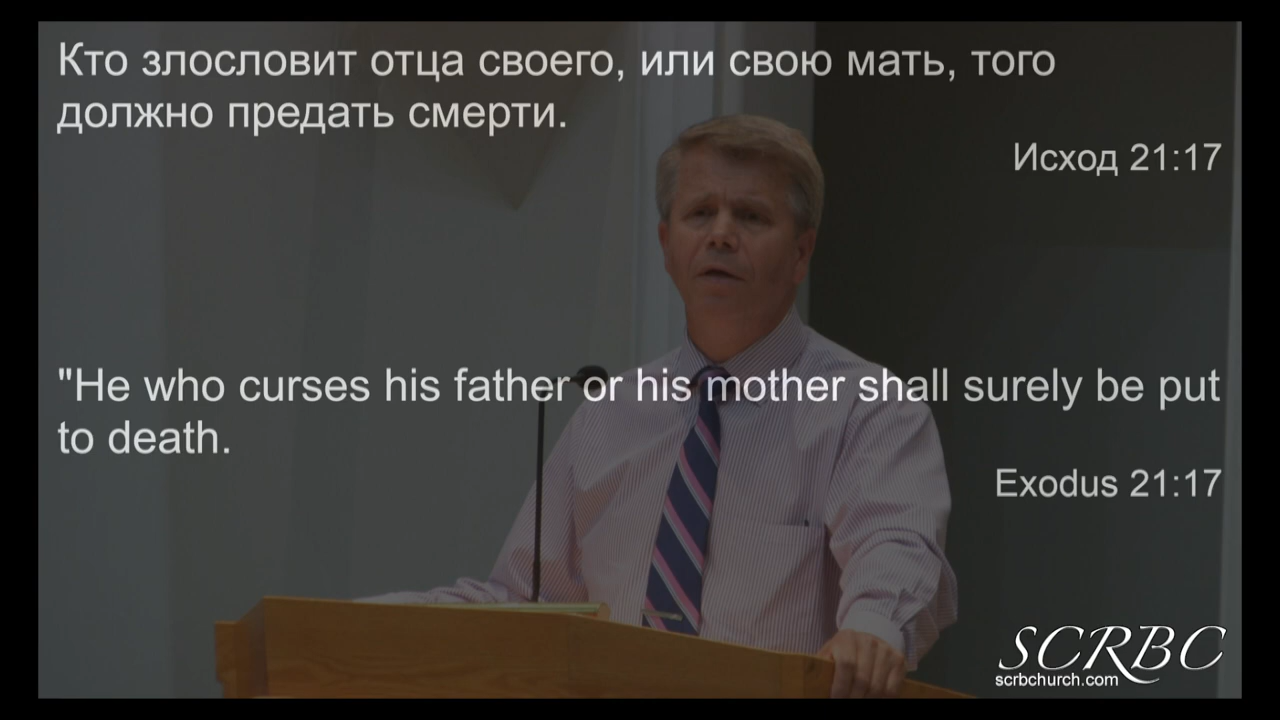 Кто злословит отца своего, или свою мать, того
должно предать смерти.
Исход 21:17
"He who curses his father or his mother shall surely be put
to death.
Exodus 21:17
SCRBC
scrbchurch.com